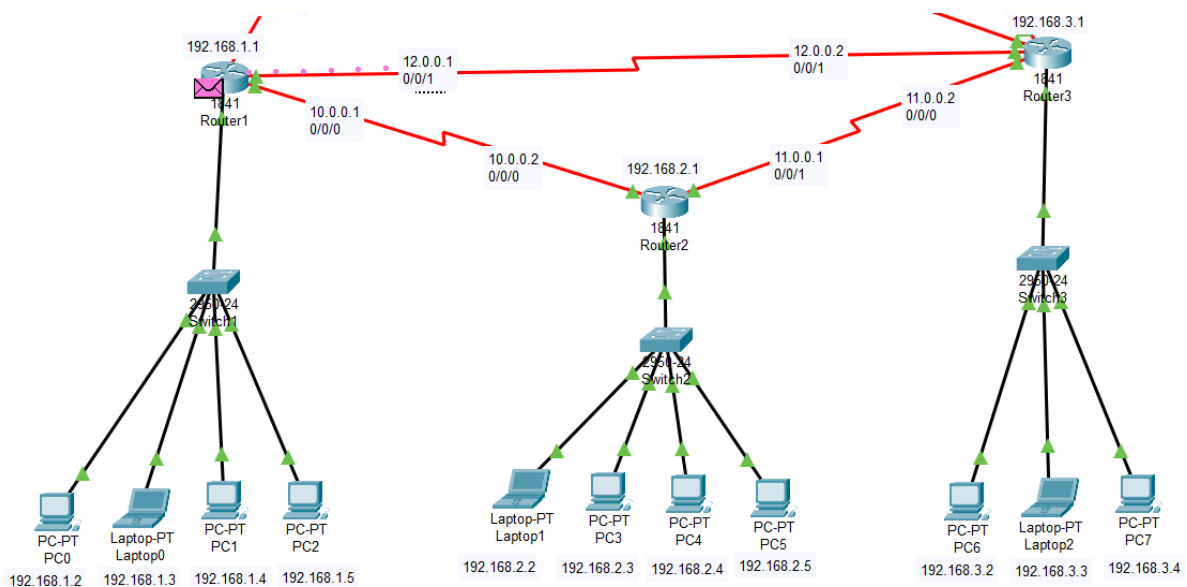 192.168.1.1
1841
Router1
12.0.0.1
0/0/1
10.0.0.1
0/0/0
12.0.0.2
0/0/1
192.168.3.1
1841
Router3
11.0.0.2
0/0/0
10.0.0.2
0/0/0
192.168.2.1
1841
Router2
11.0.0.1
0/0/1
2950-24
Switch1
2950-24
Switch2
2950-24
Switch3
PC-PT
PC0
192.168.1.2
Laptop-PT
Laptop0
192.168.1.3
PC-PT
PC1
192.168.1.4
PC-PT
PC2
192.168.1.5
Laptop-PT
Laptop1
192.168.2.2
PC-PT
PC3
192.168.2.3
PC-PT
PC4
192.168.2.4
PC-PT
PC5
192.168.2.5
PC-PT
PC6
192.168.3.2
Laptop-PT
Laptop2
192.168.3.3
PC-PT
PC7
192.168.3.4